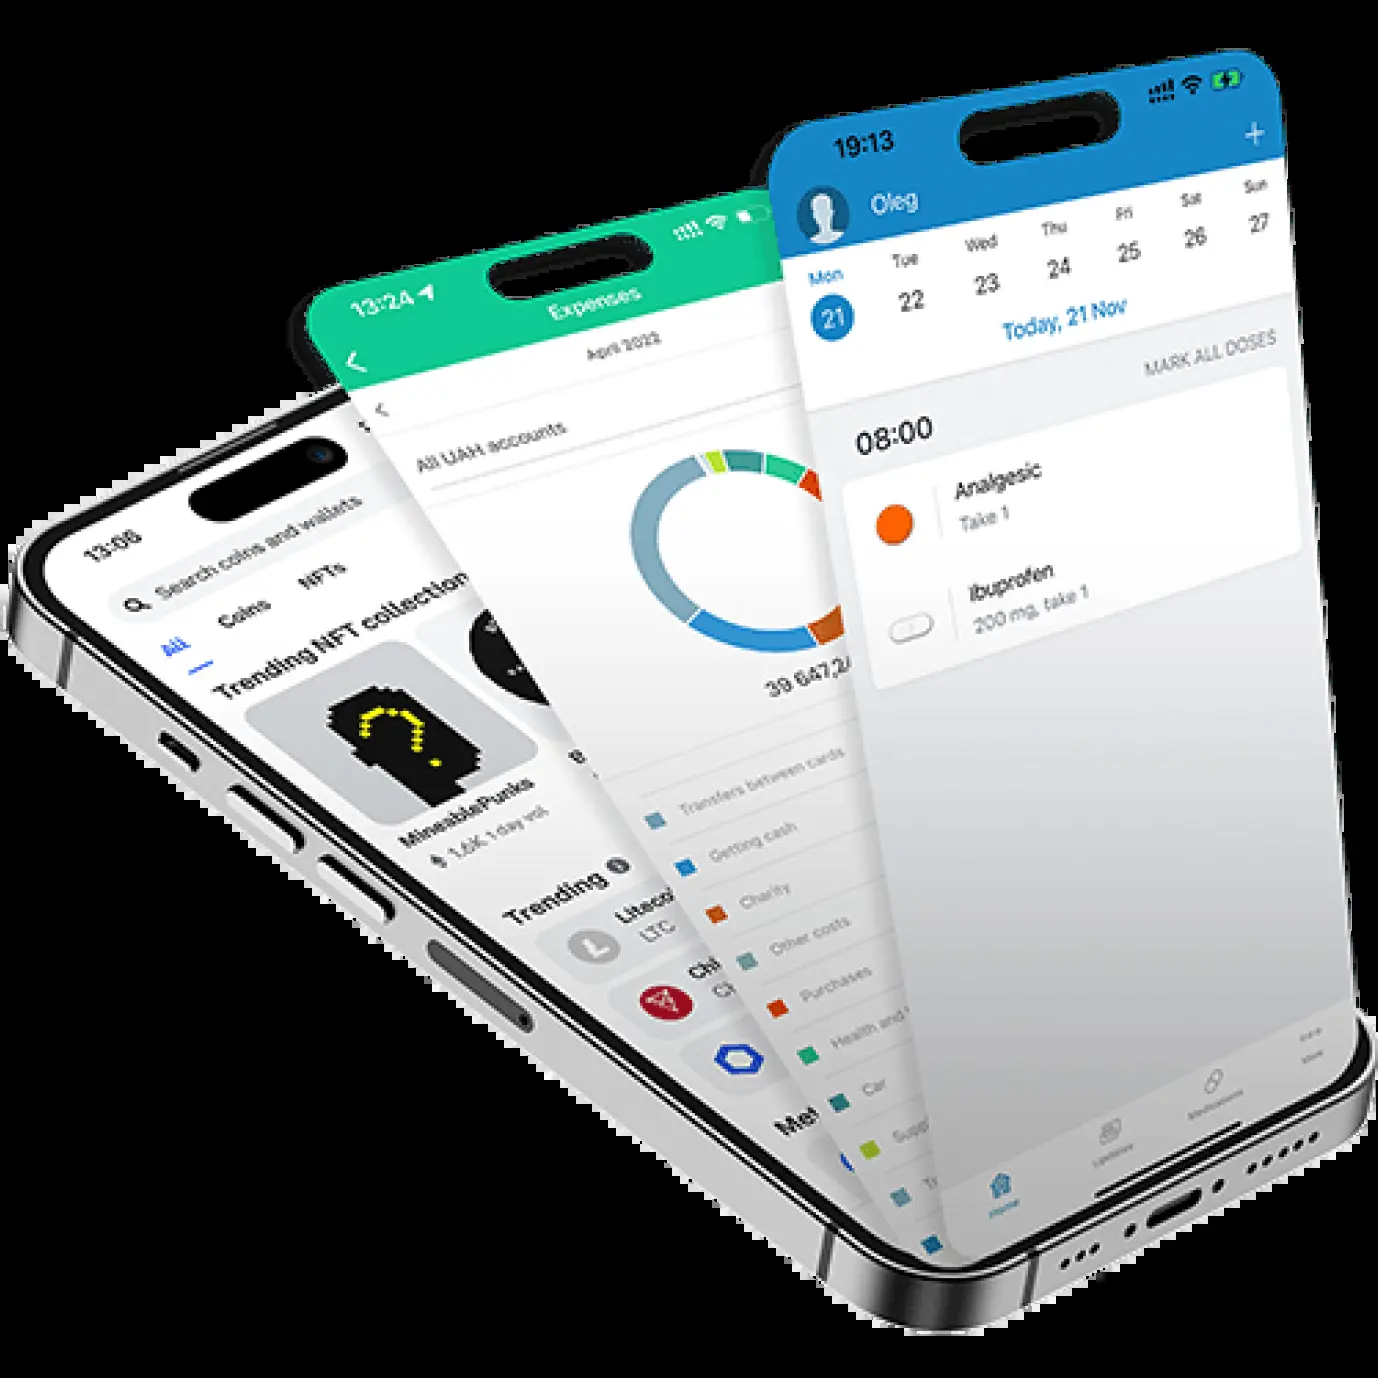 13:06
Search coins and wallets
All
Coins
NFTs
Trending NFT collection
MineablePunks
1,6K 1 day vol.
Trending
Liteco
LTC
Chi
Met
13:24
Expenses
April 2022
All UAH accounts
39 647,2
Transfers between cards
Getting cash
Charity
Other costs
Purchases
Health and
Car
Supp
19:13
Oleg
Mon Tue Wed Thu Fri Sat Sun
21 22 23 24 25 26 27
Today, 21 Nov
MARK ALL DOSES
08:00
Analgesic
Take 1
Ibuprofen
200 mg, take 1
Home
Updates
Medications
More